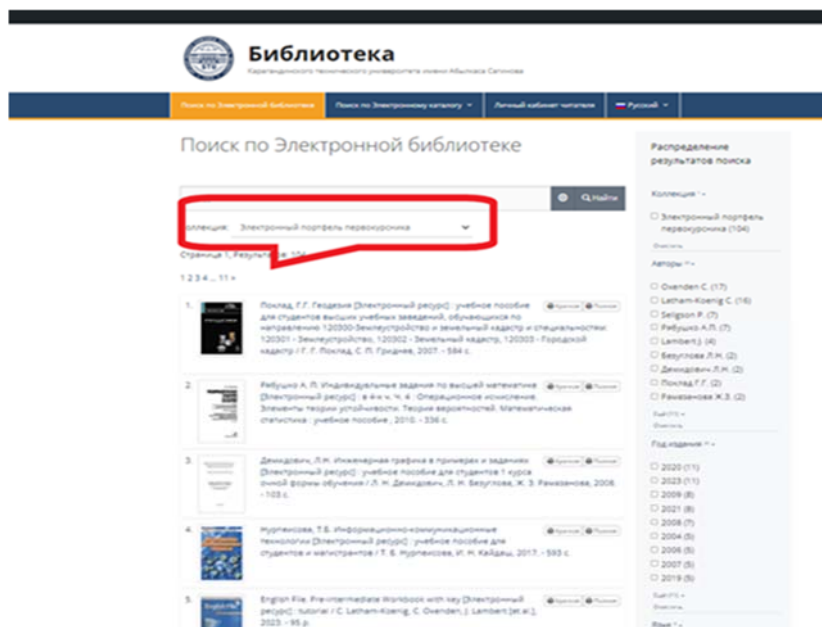 Библиотека
Карагандинского технического университета имени Абылкаса Сагинова
Поиск по Электронной библиотеке
Поиск по Электронному каталогу
Личный кабинет читателя
Русский
Поиск по Электронной библиотеке
Найти
Коллекция: Электронный портфель первокурсника
Страница 1, Результатов: 104
1 2 3 4 ... 11 »
1. Поклад, Г.Г. Геодезия [Электронный ресурс] : учебное пособие
для студентов высших учебных заведений, обучающихся по
направлению 120300-Землеустройство и земельный кадастр и специальностям:
120301 - Землеустройство, 120302 - Земельный кадастр, 120303 - Городской
кадастр / Г. Г. Поклад, С. П. Гриднев, 2007. - 584 с.
2. Рябушко А. П. Индивидуальные задания по высшей математике
[Электронный ресурс] : в 4-х ч. Ч. 4 : Операционное исчисление.
Элементы теории устойчивости. Теория вероятностей. Математическая
статистика : учебное пособие, 2010. - 336 с.
3. Демидович, Л.Н. Инженерная графика в примерах и заданиях
[Электронный ресурс] : учебное пособие для студентов 1 курса
очной формы обучения / Л. Н. Демидович, Л. Н. Безуглова, Ж. З. Рамазанова, 2008.
- 103 с.
4. Нурпеисова, Т.Б. Информационно-коммуникационные
технологии [Электронный ресурс] : учебное пособие для
студентов и магистрантов / Т. Б. Нурпеисова, И. Н. Кайдаш, 2017. - 593 с.
5. English File. Pre-intermediate Workbook with key [Электронный
ресурс] : tutorial / C. Latham-Koenig, C. Oxenden, J. Lambert [et al.],
2023. - 95 p.
Распределение
результатов поиска
Коллекция
Электронный портфель
первокурсника (104)
Очистить
Авторы
Oxenden C. (17)
Latham-Koenig C. (16)
Seligson P. (7)
Рябушко А.П. (7)
Lambert J. (4)
Безуглова Л.Н. (2)
Демидович Л.Н. (2)
Поклад Г.Г. (2)
Рамазанова Ж.З. (2)
Очистить
Год издания
2020 (11)
2023 (11)
2009 (8)
2021 (8)
2008 (7)
2004 (5)
2006 (5)
2007 (5)
2019 (5)
Очистить
Язык